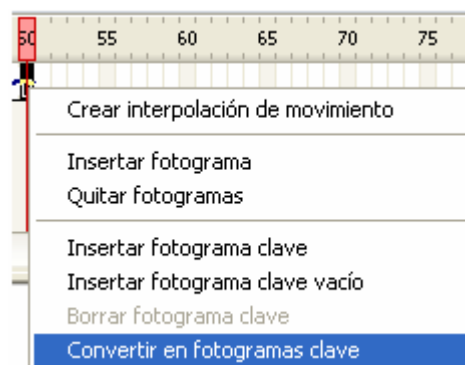 50 55 60 65 70 75
Crear interpolación de movimiento
Insertar fotograma
Quitar fotogramas
Insertar fotograma clave
Insertar fotograma clave vacío
Borrar fotograma clave
Convertir en fotogramas clave